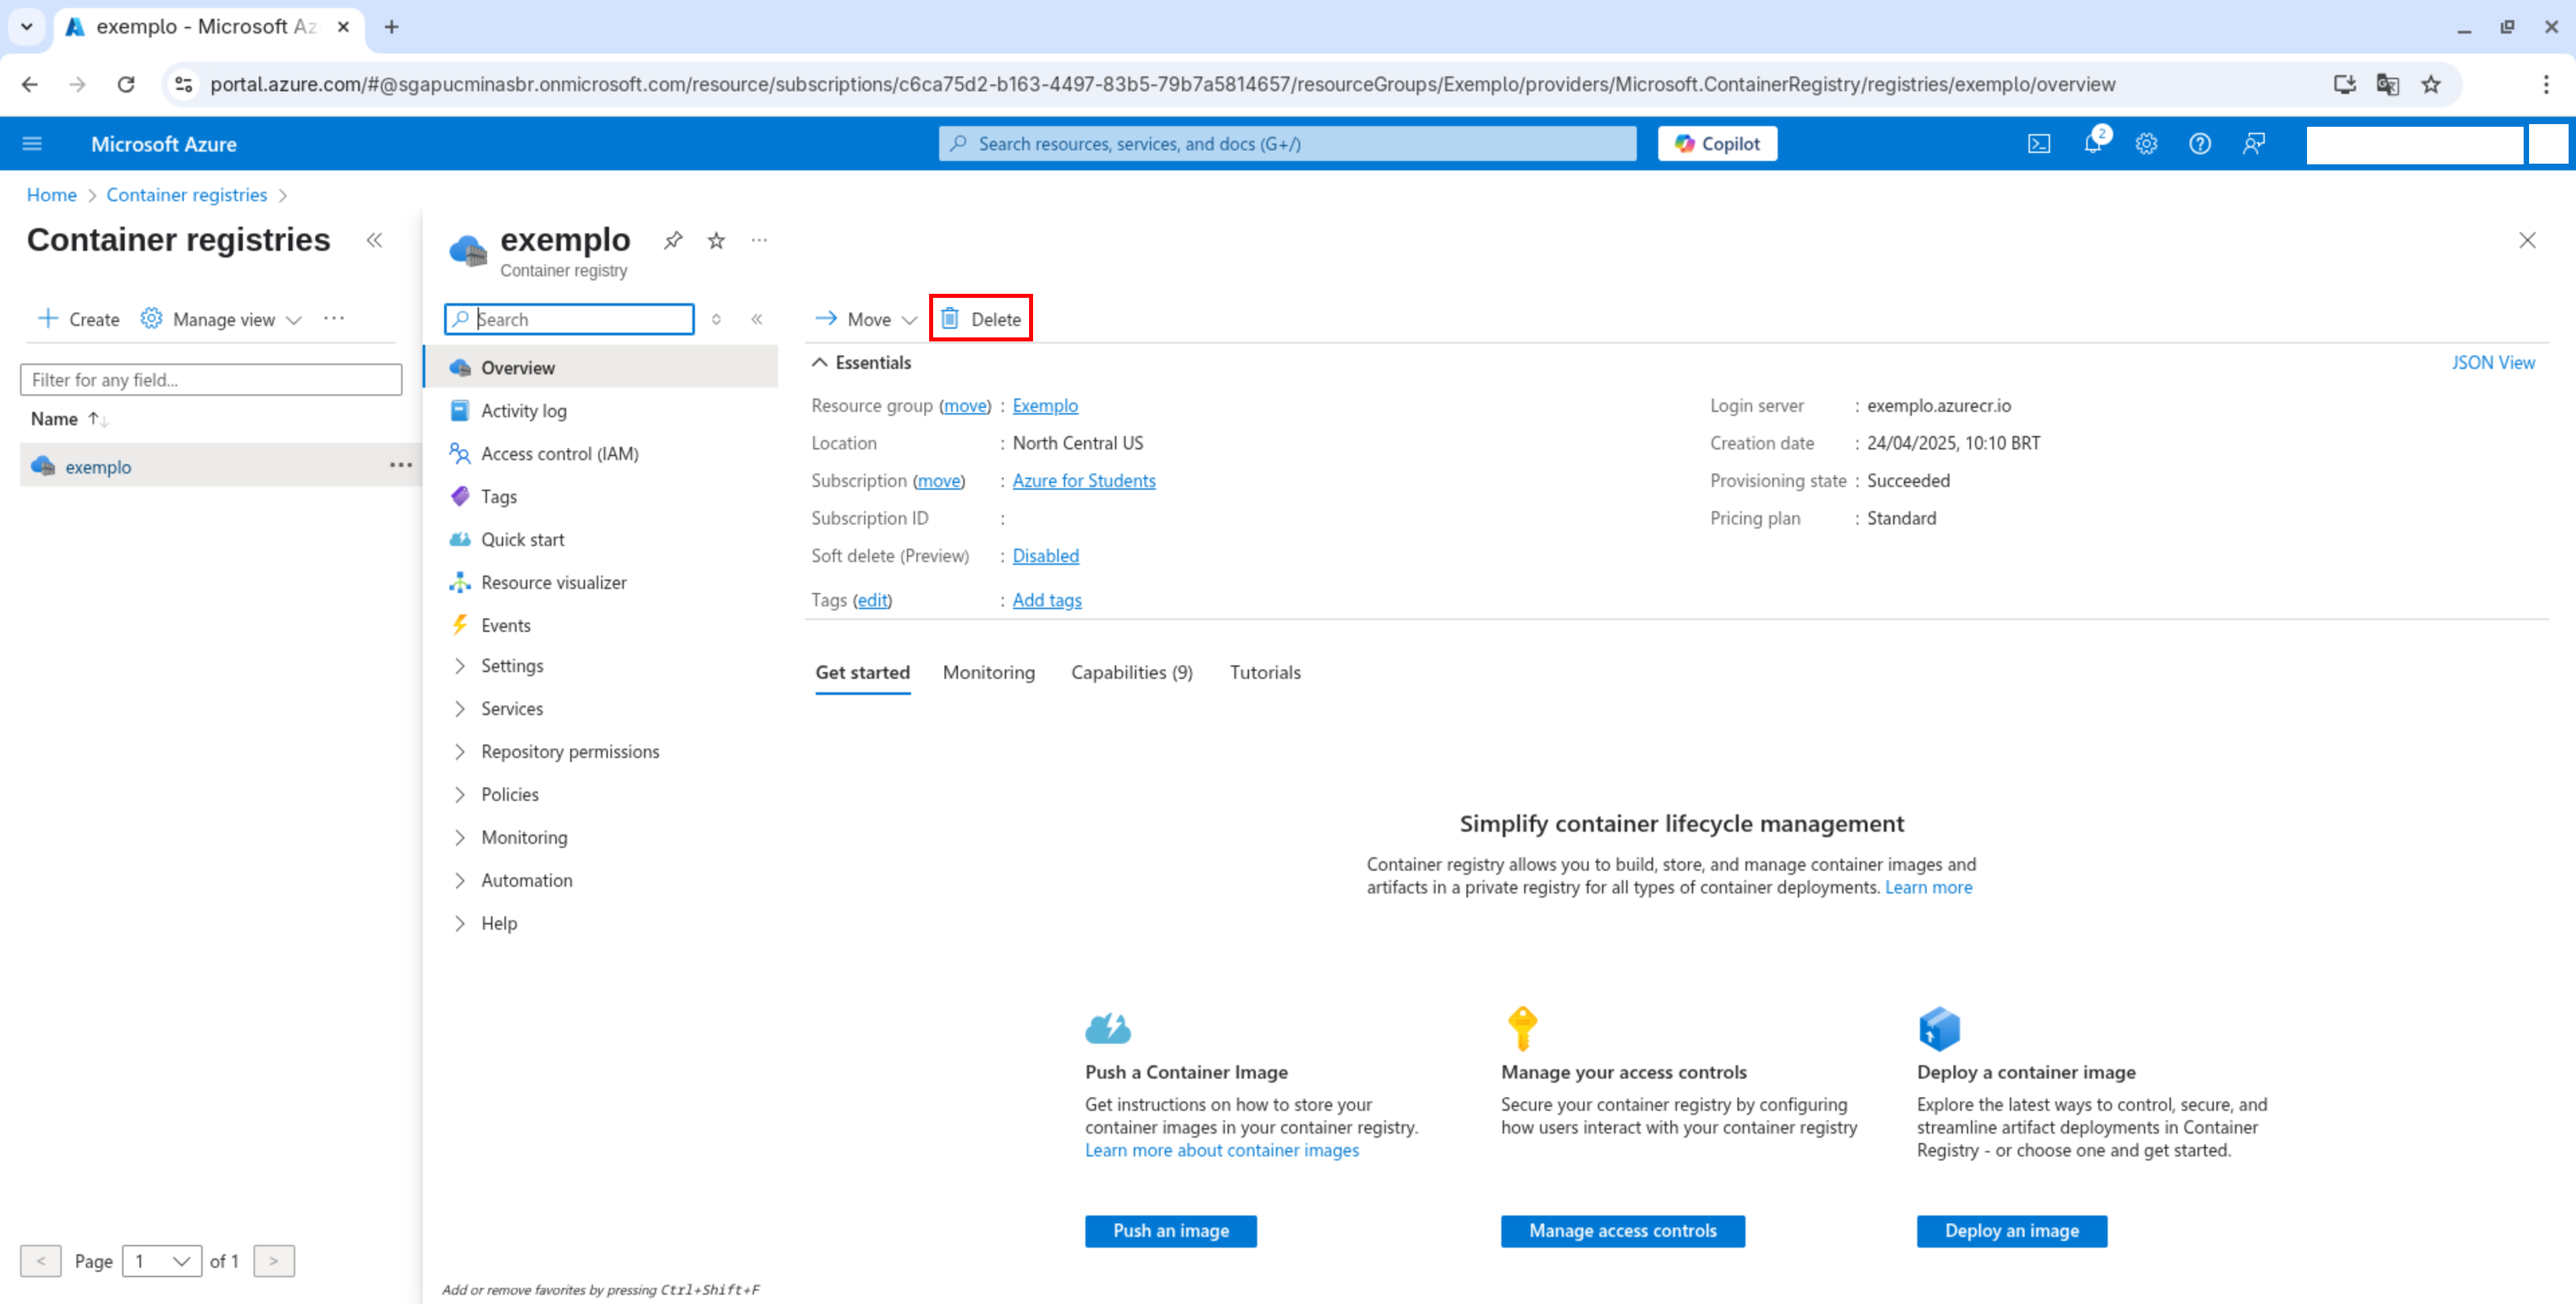 exemplo - Microsoft Az
portal.azure.com/#@sgapucminasbr.onmicrosoft.com/resource/subscriptions/c6ca75d2-b163-4497-83b5-79b7a5814657/resourceGroups/Exemplo/providers/Microsoft.ContainerRegistry/registries/exemplo/overview
Microsoft Azure
Search resources, services, and docs (G+/)
Copilot
2
Home > Container registries >
Container registries
Create
Manage view
Filter for any field...
Name
exemplo
< Page 1 of 1 >
exemplo
Container registry
Search
Overview
Activity log
Access control (IAM)
Tags
Quick start
Resource visualizer
Events
Settings
Services
Repository permissions
Policies
Monitoring
Automation
Help
Add or remove favorites by pressing Ctrl+Shift+F
Move
Delete
Essentials
JSON View
Resource group (move) : Exemplo
Location : North Central US
Subscription (move) : Azure for Students
Subscription ID :
Soft delete (Preview) : Disabled
Tags (edit) : Add tags
Login server : exemplo.azurecr.io
Creation date : 24/04/2025, 10:10 BRT
Provisioning state : Succeeded
Pricing plan : Standard
Get started
Monitoring
Capabilities (9)
Tutorials
Simplify container lifecycle management
Container registry allows you to build, store, and manage container images and
artifacts in a private registry for all types of container deployments. Learn more
Push a Container Image
Get instructions on how to store your
container images in your container registry.
Learn more about container images
Push an image
Manage your access controls
Secure your container registry by configuring
how users interact with your container registry
Manage access controls
Deploy a container image
Explore the latest ways to control, secure, and
streamline artifact deployments in Container
Registry - or choose one and get started.
Deploy an image